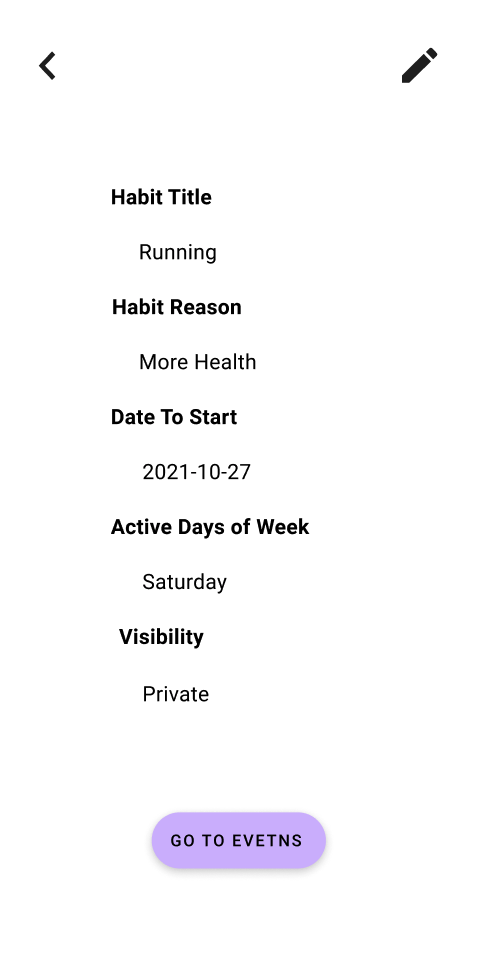 Habit Title
Running
Habit Reason
More Health
Date To Start
2021-10-27
Active Days of Week
Saturday
Visibility
Private
GO TO EVETNS